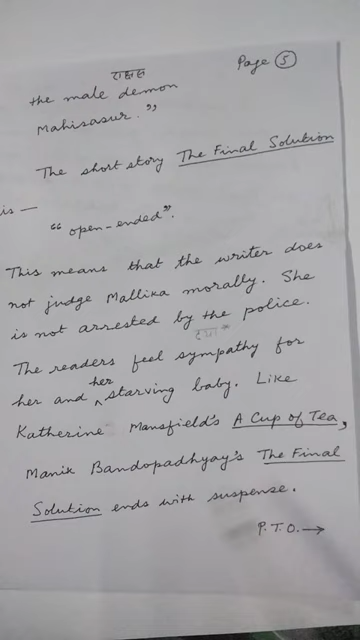 Page 5
राक्षस
the male demon
Mahisasur."
The short story The Final Solution
is —
"open-ended".
This means that the writer does
not judge Mallika morally. She
is not arrested by the police.
The readers feel sympathy for
her and her starving baby. Like
Katherine Mansfield's A Cup of Tea,
Manik Bandopadhyay's The Final
Solution ends with suspense.
P.T.O. →